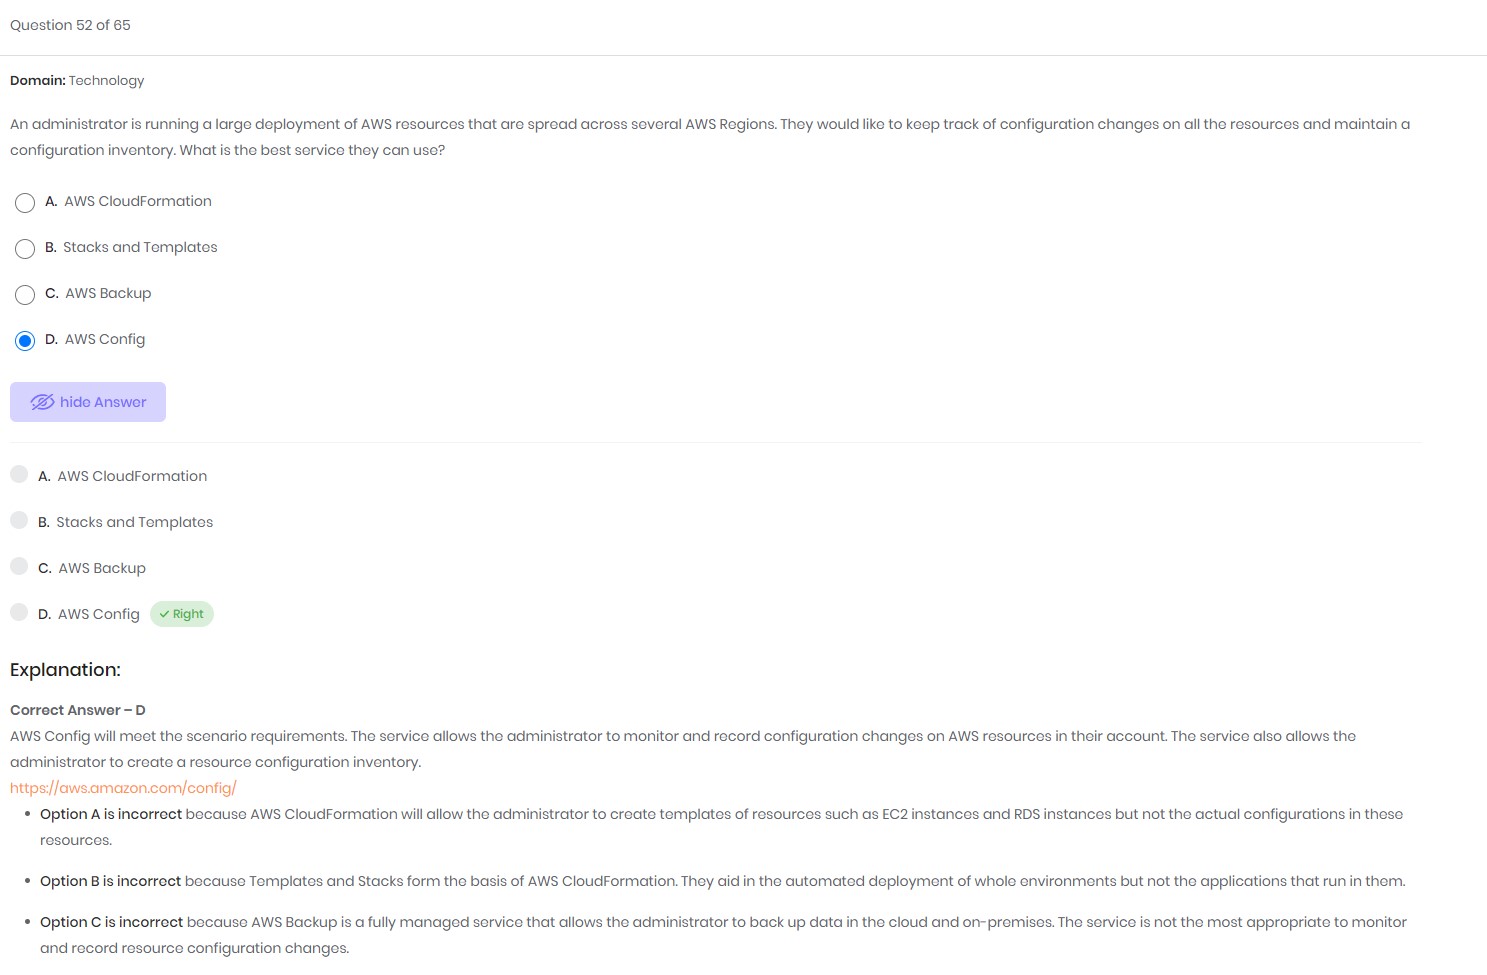 Question 52 of 65
Domain: Technology
An administrator is running a large deployment of AWS resources that are spread across several AWS Regions. They would like to keep track of configuration changes on all the resources and maintain a
configuration inventory. What is the best service they can use?
A. AWS CloudFormation
B. Stacks and Templates
C. AWS Backup
D. AWS Config
hide Answer
A. AWS CloudFormation
B. Stacks and Templates
C. AWS Backup
D. AWS Config Right
Explanation:
Correct Answer – D
AWS Config will meet the scenario requirements. The service allows the administrator to monitor and record configuration changes on AWS resources in their account. The service also allows the
administrator to create a resource configuration inventory.
https://aws.amazon.com/config/
• Option A is incorrect because AWS CloudFormation will allow the administrator to create templates of resources such as EC2 instances and RDS instances but not the actual configurations in these
resources.
• Option B is incorrect because Templates and Stacks form the basis of AWS CloudFormation. They aid in the automated deployment of whole environments but not the applications that run in them.
• Option C is incorrect because AWS Backup is a fully managed service that allows the administrator to back up data in the cloud and on-premises. The service is not the most appropriate to monitor
and record resource configuration changes.